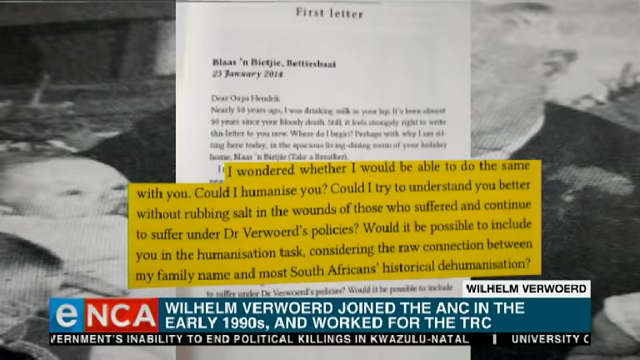 First letter
Blaas 'n Bietjie, Bettiesbaai
25 January 2014
Dear Oupa Hendrik
Nearly 50 years ago, I was drinking milk in your lap. It's been almost
50 years since your bloody death. Still, it feels strangely right to write
this letter to you now. Where do I begin? Perhaps with why I am sit-
ting here today, in the spacious living-dining room of your holiday
home, Blaas 'n Bietjie (Take a Breather).
I wondered whether I would be able to do the same
with you. Could I humanise you? Could I try to understand you better
without rubbing salt in the wounds of those who suffered and continue
to suffer under Dr Verwoerd's policies? Would it be possible to include
you in the humanisation task, considering the raw connection between
my family name and most South Africans' historical dehumanisation?
to suffer under Dr Verwoerd's policies? Would it be possible to include
WILHELM VERWOERD
eNCA
WILHELM VERWOERD JOINED THE ANC IN THE
EARLY 1990s, AND WORKED FOR THE TRC
VERNMENT'S INABILITY TO END POLITICAL KILLINGS IN KWAZULU-NATAL | UNIVERSITY